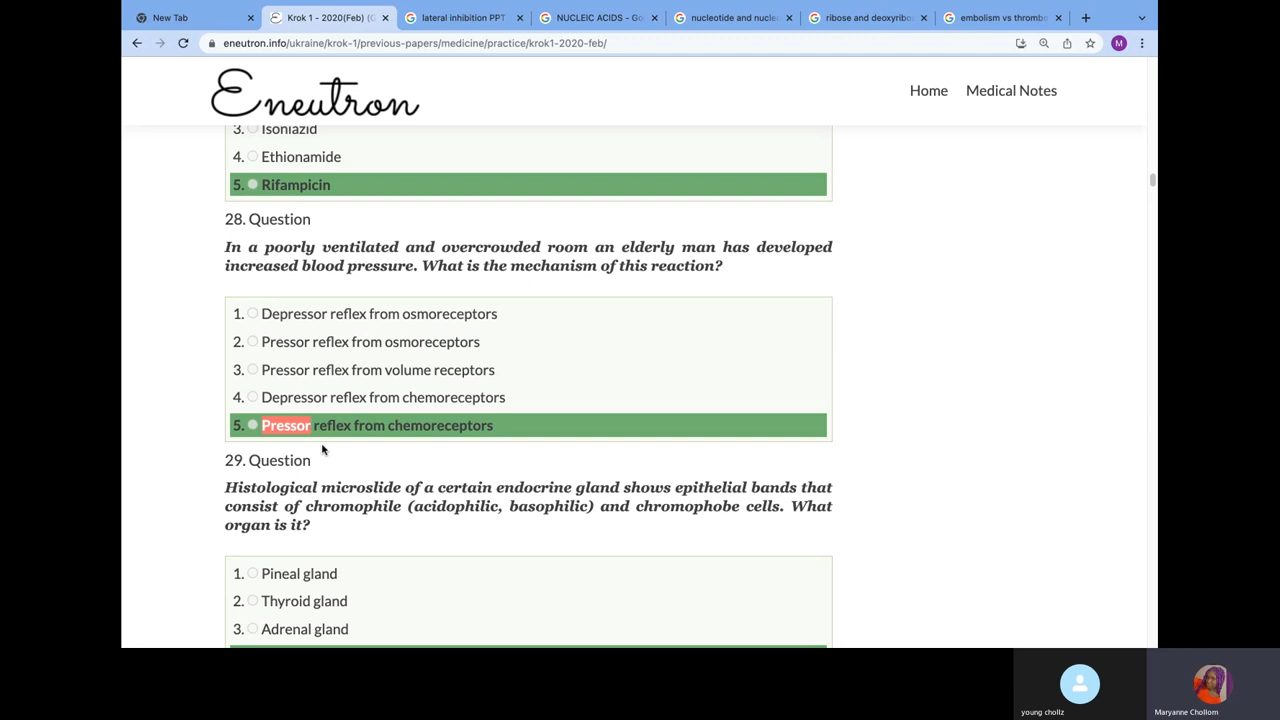 New Tab
Krok 1 - 2020(Feb) (G
lateral inhibition PPT
NUCLEIC ACIDS - Go
nucleotide and nucle
ribose and deoxyribos
embolism vs thrombo
eneutron.info/ukraine/krok-1/previous-papers/medicine/practice/krok1-2020-feb/
M
Eneutron
Home
Medical Notes
3. Isoniazid
4. Ethionamide
5. Rifampicin
28. Question
In a poorly ventilated and overcrowded room an elderly man has developed
increased blood pressure. What is the mechanism of this reaction?
1. Depressor reflex from osmoreceptors
2. Pressor reflex from osmoreceptors
3. Pressor reflex from volume receptors
4. Depressor reflex from chemoreceptors
5. Pressor reflex from chemoreceptors
29. Question
Histological microslide of a certain endocrine gland shows epithelial bands that
consist of chromophile (acidophilic, basophilic) and chromophobe cells. What
organ is it?
1. Pineal gland
2. Thyroid gland
3. Adrenal gland
young chollz
Maryanne Chollom